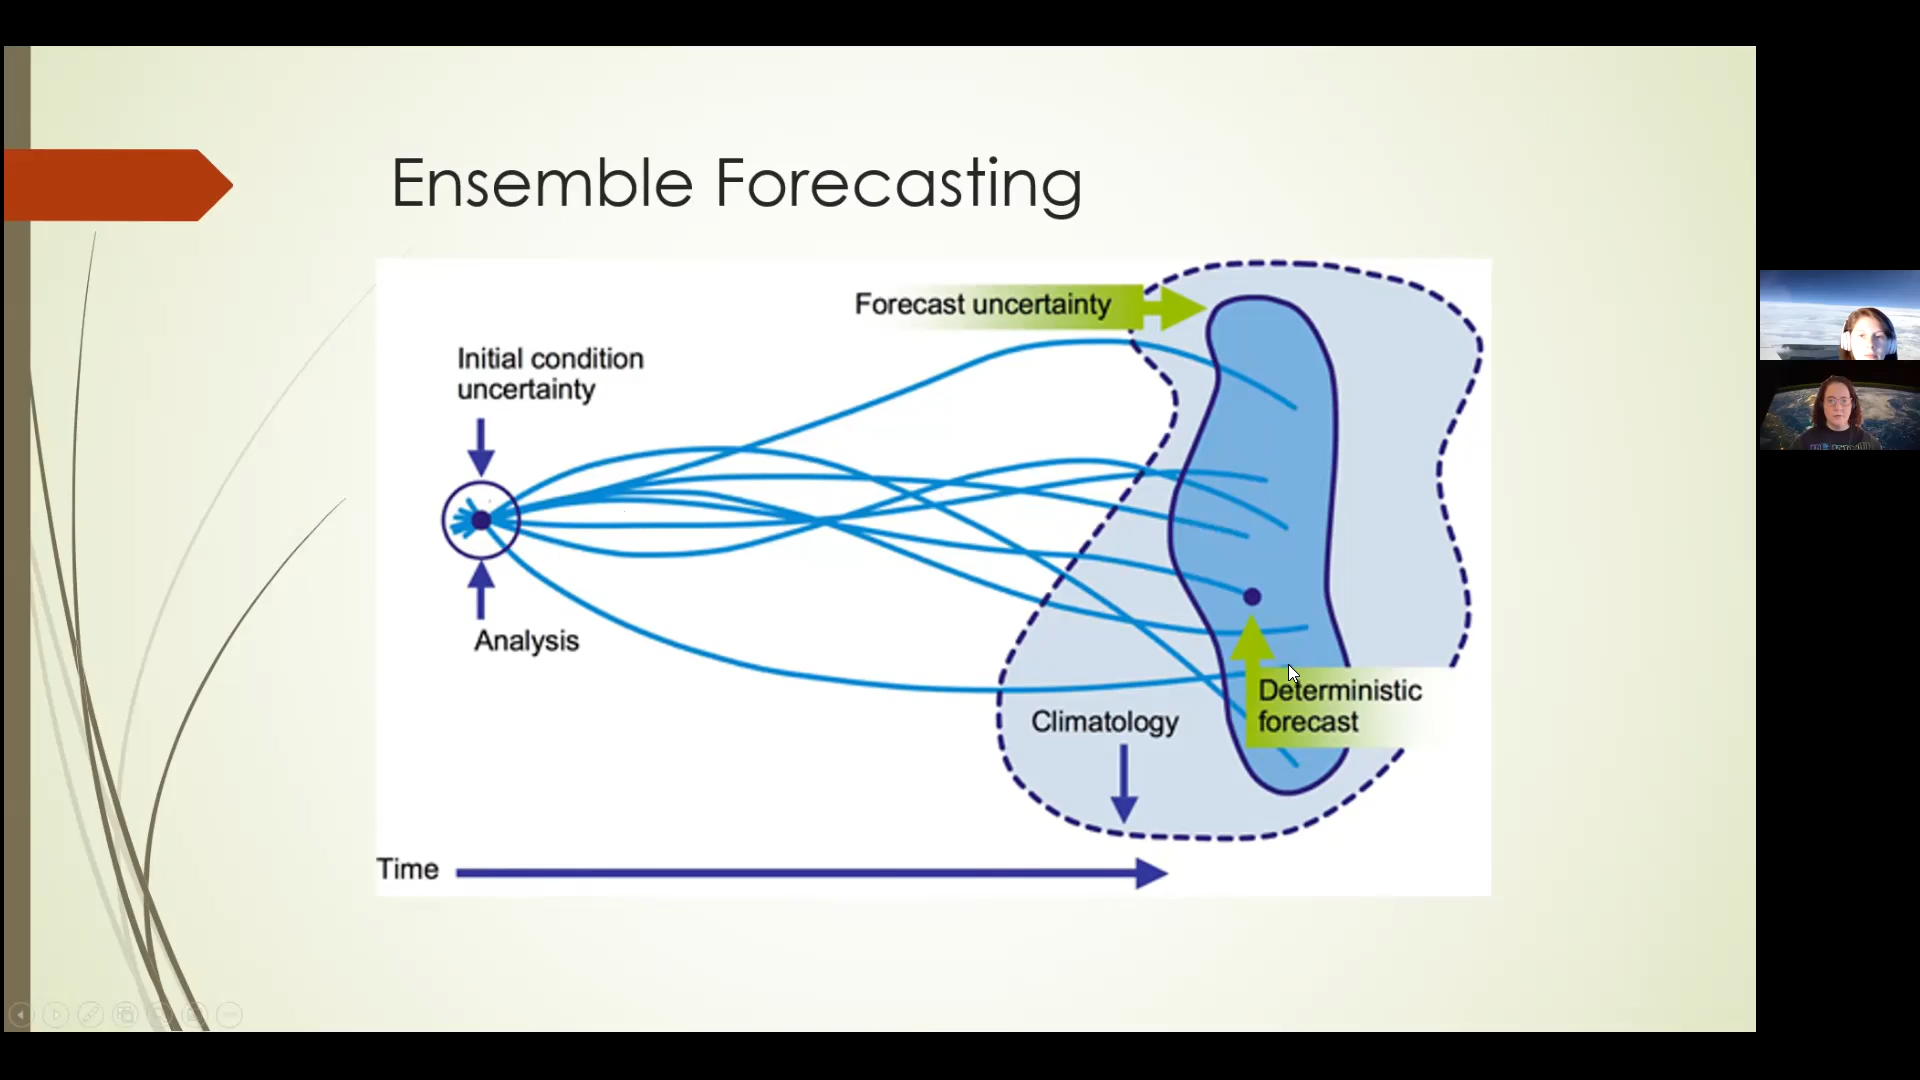 Ensemble Forecasting
Forecast uncertainty
Initial condition
uncertainty
Analysis
Deterministic
forecast
Climatology
Time